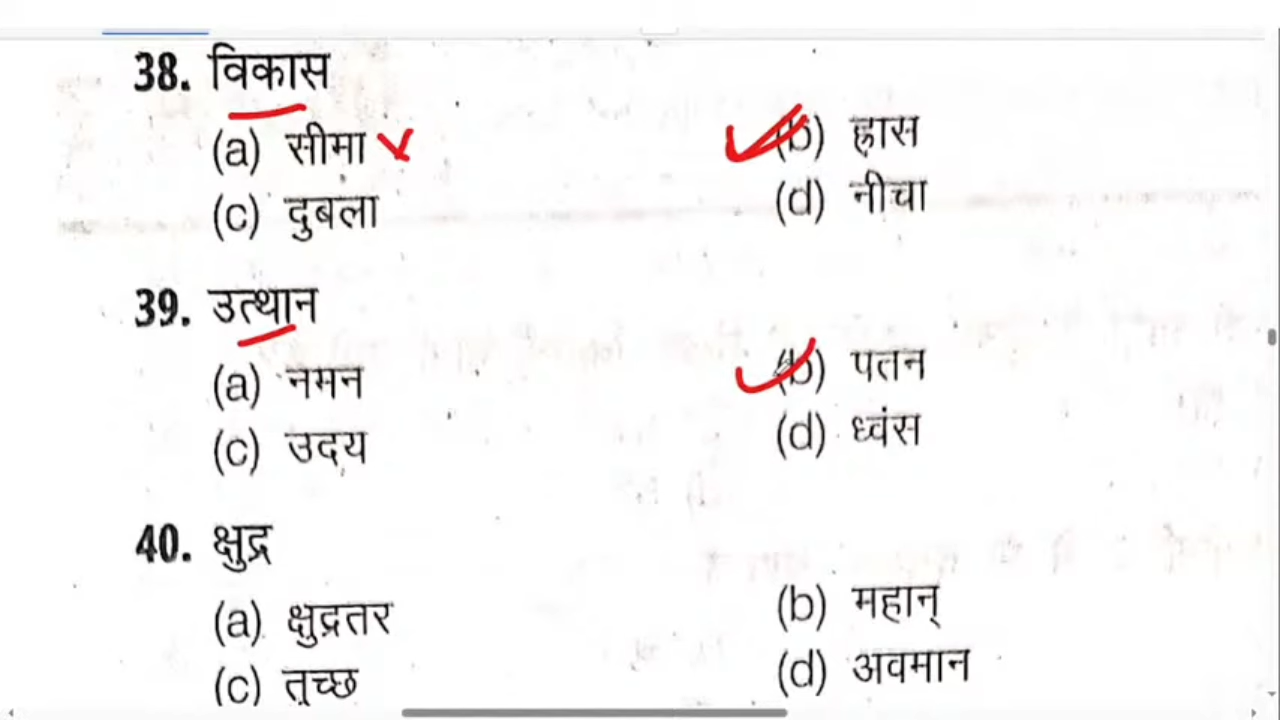 38. विकास
(a) सीमा
(b) ह्रास
(c) दुबला
(d) नीचा
39. उत्थान
(a) नमन
(b) पतन
(c) उदय
(d) ध्वंस
40. क्षुद्र
(a) क्षुद्रतर
(b) महान्
(c) तुच्छ
(d) अवमान